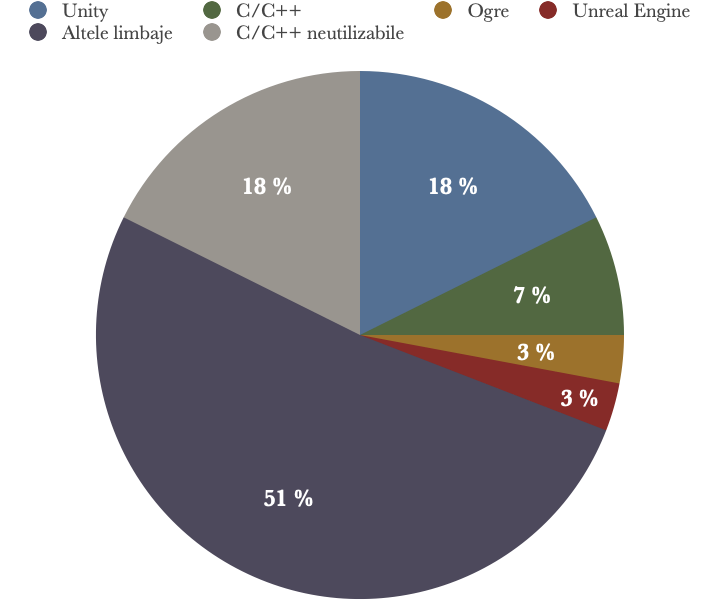 Unity C/C++ Ogre Unreal Engine
Altele limbaje C/C++ neutilizabile
18 % 18 %
7 %
3 %
3 %
51 %